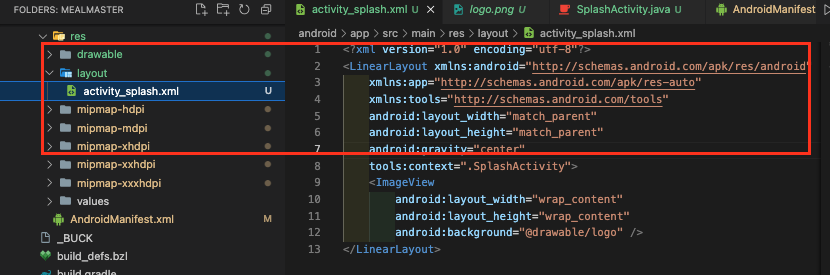 FOLDERS: MEALMASTER
res
drawable
layout
activity_splash.xml U
mipmap-hdpi
mipmap-mdpi
mipmap-xhdpi
mipmap-xxhdpi
mipmap-xxxhdpi
values
AndroidManifest.xml M
_BUCK
build_defs.bzl
build.gradle
activity_splash.xml U
logo.png U
SplashActivity.java U
AndroidManifest
android > app > src > main > res > layout > activity_splash.xml
1 <?xml version="1.0" encoding="utf-8"?>
2 <LinearLayout xmlns:android="http://schemas.android.com/apk/res/android"
3 xmlns:app="http://schemas.android.com/apk/res-auto"
4 xmlns:tools="http://schemas.android.com/tools"
5 android:layout_width="match_parent"
6 android:layout_height="match_parent"
7 android:gravity="center"
8 tools:context=".SplashActivity">
9 <ImageView
10 android:layout_width="wrap_content"
11 android:layout_height="wrap_content"
12 android:background="@drawable/logo" />
13 </LinearLayout>